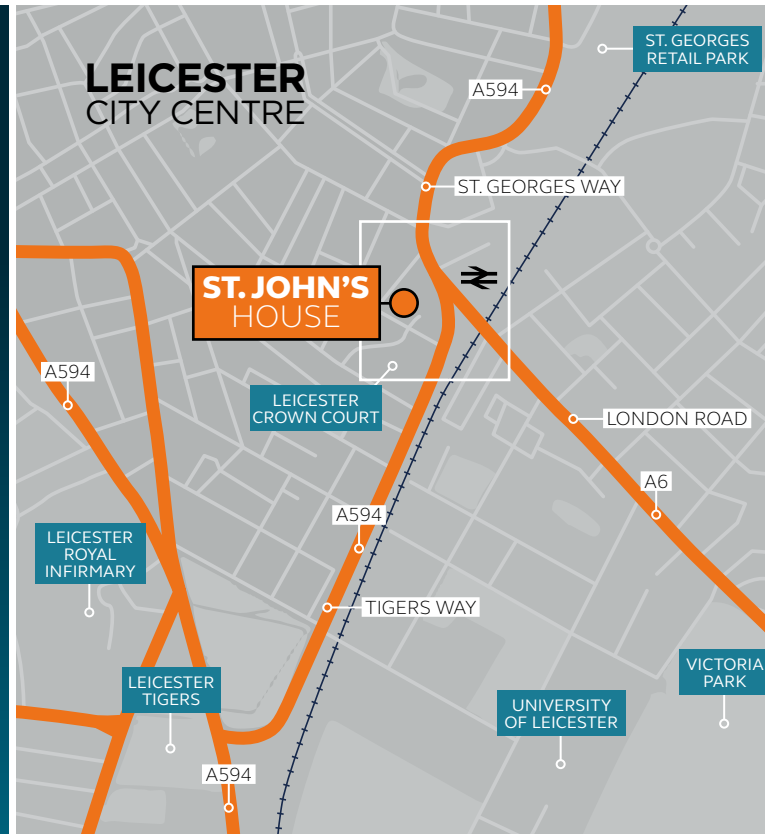 LEICESTER
CITY CENTRE
ST. GEORGES
RETAIL PARK
A594
ST. GEORGES WAY
ST. JOHN'S
HOUSE
A594
LEICESTER
CROWN COURT
LONDON ROAD
A6
A594
LEICESTER
ROYAL
INFIRMARY
TIGERS WAY
LEICESTER
TIGERS
VICTORIA
PARK
UNIVERSITY
OF LEICESTER
A594